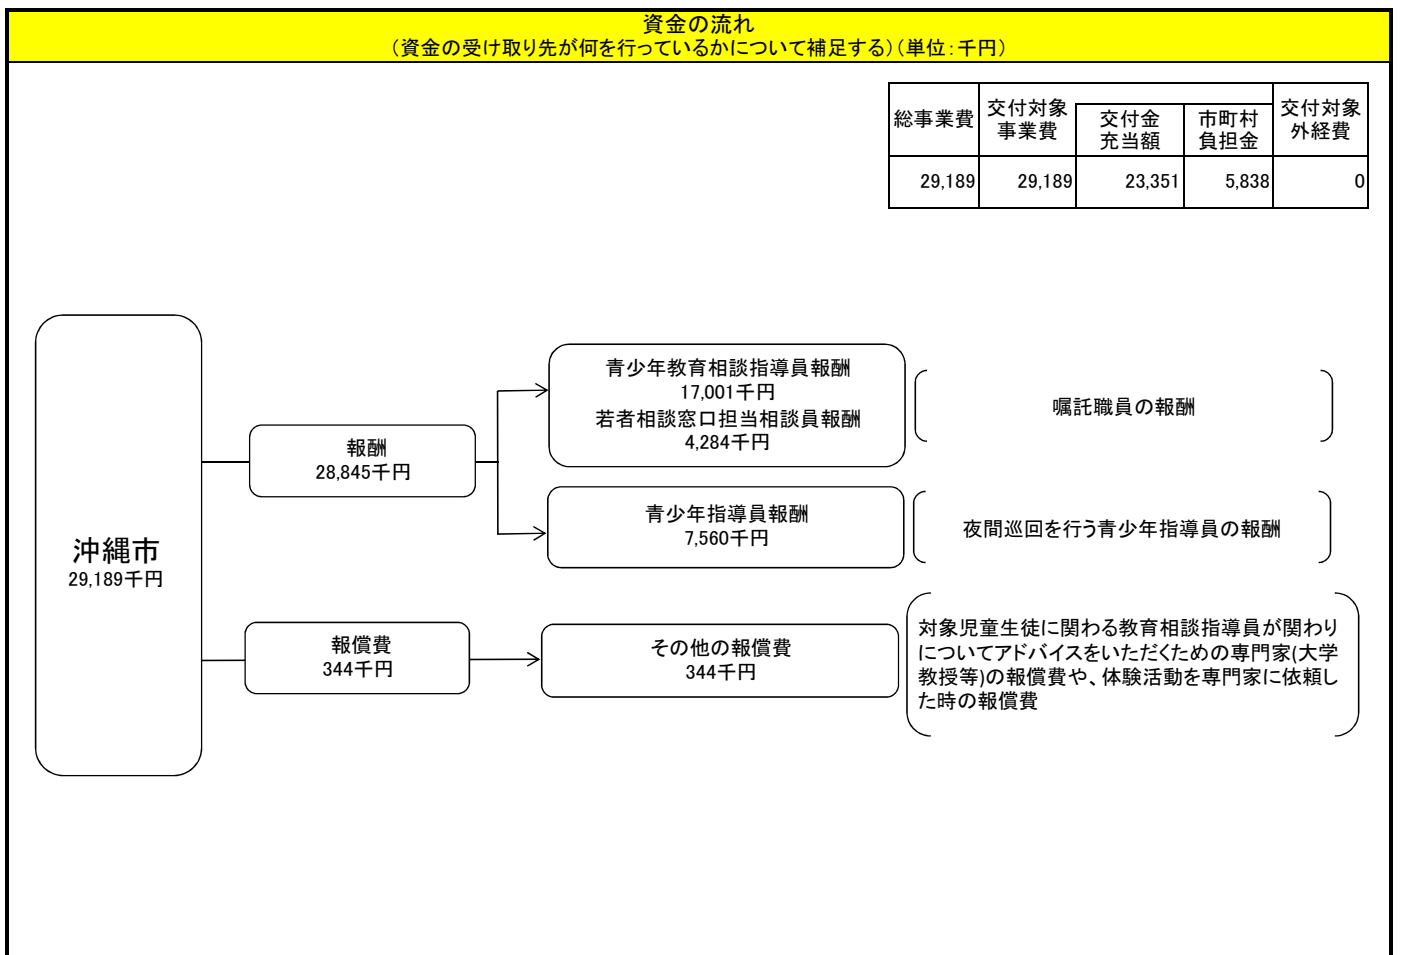 資金の流れ
（資金の受け取り先が何を行っているかについて補足する）（単位：千円）
総事業費
交付対象
事業費
交付金
充当額
市町村
負担金
交付対象
外経費
29,189
29,189
23,351
5,838
0
沖縄市
29,189千円
報酬
28,845千円
青少年教育相談指導員報酬
17,001千円
若者相談窓口担当相談員報酬
4,284千円
嘱託職員の報酬
青少年指導員報酬
7,560千円
夜間巡回を行う青少年指導員の報酬
報償費
344千円
その他の報償費
344千円
対象児童生徒に関わる教育相談指導員が関わり
についてアドバイスをいただくための専門家(大学
教授等)の報償費や、体験活動を専門家に依頼し
た時の報償費